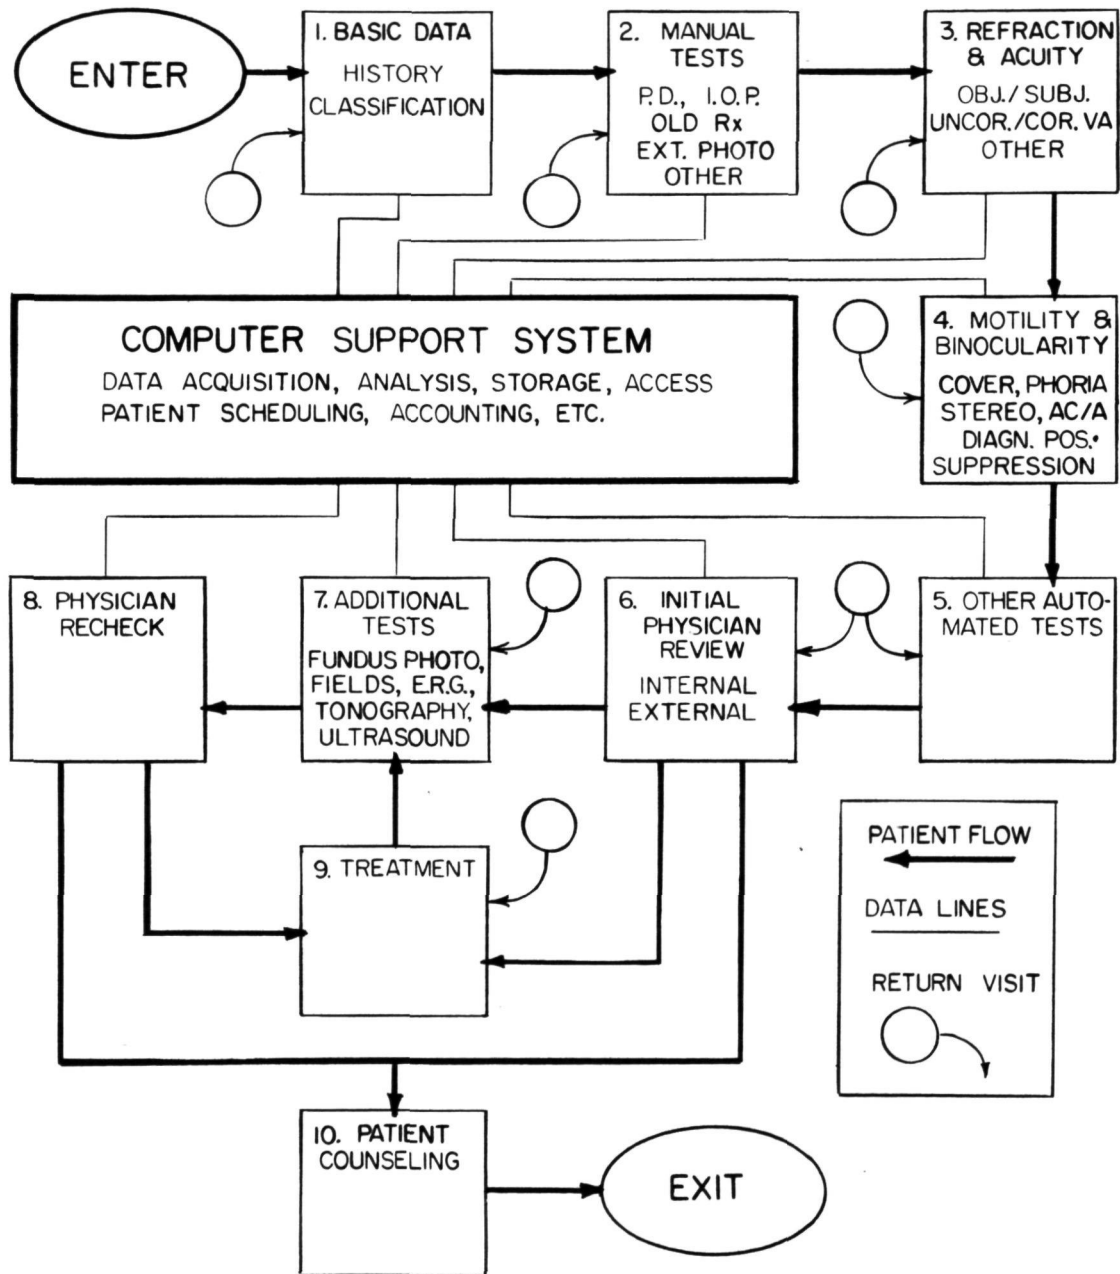 ENTER
1. BASIC DATA
HISTORY
CLASSIFICATION
2. MANUAL
TESTS
P.D., I.O.P.
OLD Rx
EXT. PHOTO
OTHER
3. REFRACTION
& ACUITY
OBJ./ SUBJ.
UNCOR./COR. VA
OTHER
COMPUTER SUPPORT SYSTEM
DATA ACQUISITION, ANALYSIS, STORAGE, ACCESS
PATIENT SCHEDULING, ACCOUNTING, ETC.
4. MOTILITY &
BINOCULARITY
COVER, PHORIA
STEREO, AC/A
DIAGN. POS.
SUPPRESSION
8. PHYSICIAN
RECHECK
7. ADDITIONAL
TESTS
FUNDUS PHOTO,
FIELDS, E.R.G.,
TONOGRAPHY,
ULTRASOUND
6. INITIAL
PHYSICIAN
REVIEW
INTERNAL
EXTERNAL
5. OTHER AUTO-
MATED TESTS
9. TREATMENT
PATIENT FLOW
DATA LINES
RETURN VISIT
10. PATIENT
COUNSELING
EXIT